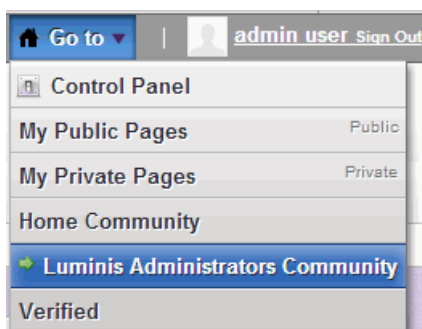 Go to | admin user Sign Out
Control Panel
My Public Pages Public
My Private Pages Private
Home Community
Luminis Administrators Community
Verified